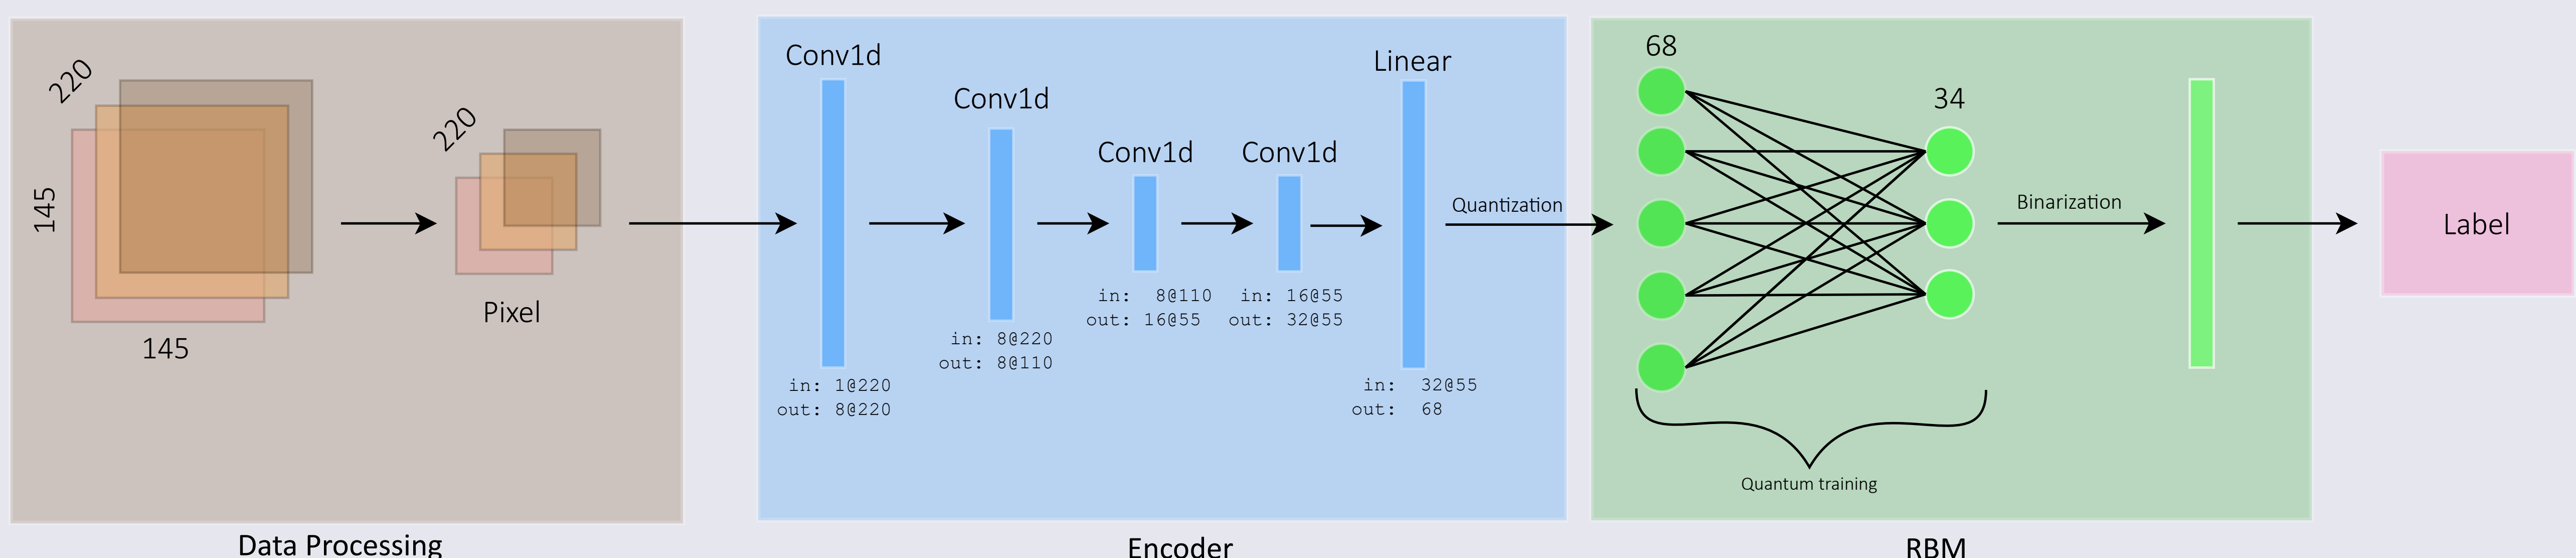 220
145
145
220
Pixel
Data Processing
Conv1d
in: 1@220
out: 8@220
Conv1d
in: 8@220
out: 8@110
Conv1d
in: 8@110
out: 16@55
Conv1d
in: 16@55
out: 32@55
Linear
in: 32@55
out: 68
Encoder
Quantization
68
34
Quantum training
Binarization
RBM
Label